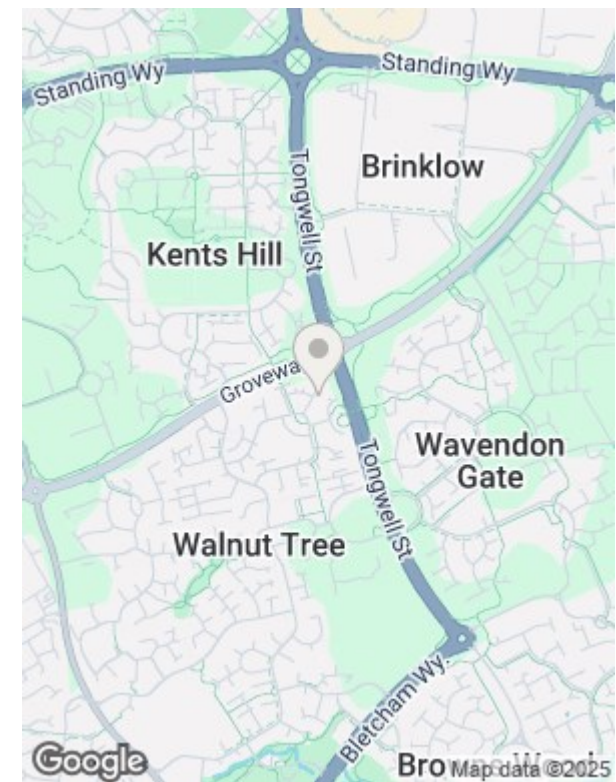 Standing Wy
Standing Wy
Brinklow
Tongwell St
Kents Hill
Grovewa
Wavendon
Gate
Tongwell St
Walnut Tree
Bletcham Wy.
Google
Bro
Map data ©2025